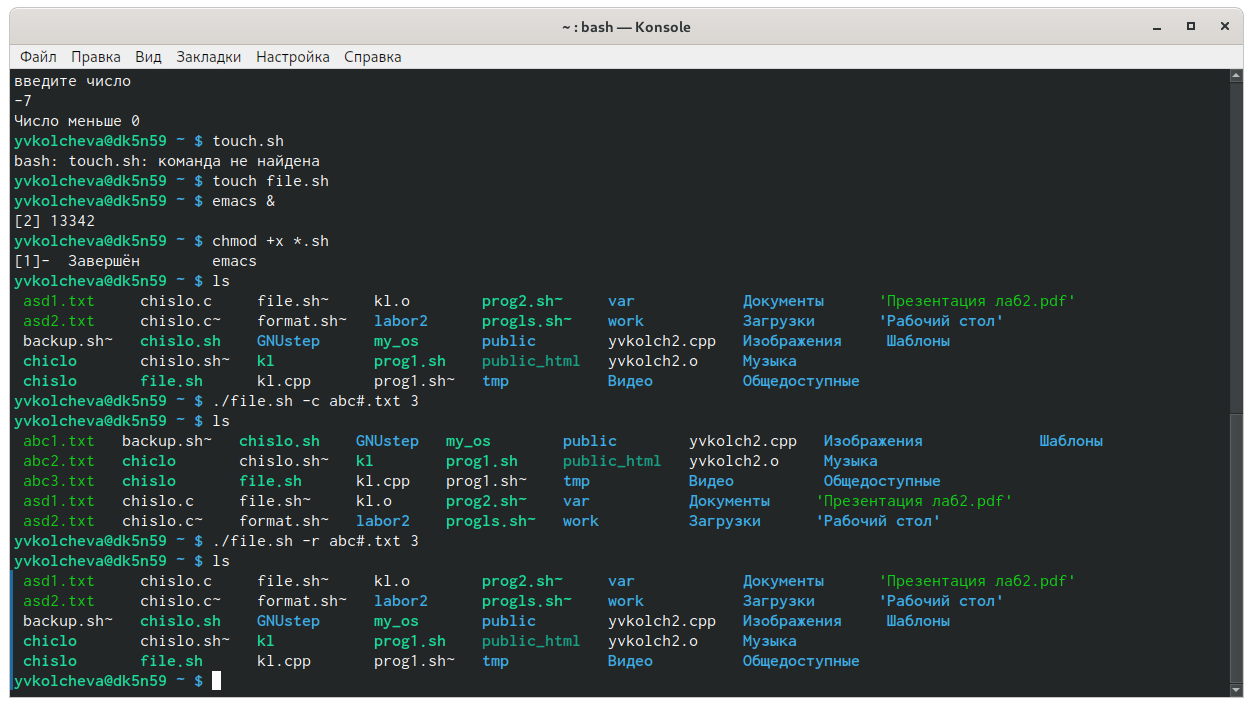 ~ : bash — Konsole
Файл Правка Вид Закладки Настройка Справка
введите число
-7
Число меньше 0
yvkolcheva@dk5n59 ~ $ touch.sh
bash: touch.sh: команда не найдена
yvkolcheva@dk5n59 ~ $ touch file.sh
yvkolcheva@dk5n59 ~ $ emacs &
[2] 13342
yvkolcheva@dk5n59 ~ $ chmod +x *.sh
[1]-  Завершён        emacs
yvkolcheva@dk5n59 ~ $ ls
asd1.txt chislo.c file.sh~ kl.o prog2.sh~ var Документы 'Презентация лаб2.pdf'
asd2.txt chislo.c~ format.sh~ labor2 progls.sh~ work Загрузки 'Рабочий стол'
backup.sh~ chislo.sh GNUstep my_os public yvkolch2.cpp Изображения Шаблоны
chiclo chislo.sh~ kl prog1.sh public_html yvkolch2.o Музыка
chislo file.sh kl.cpp prog1.sh~ tmp Видео Общедоступные
yvkolcheva@dk5n59 ~ $ ./file.sh -c abc#.txt 3
yvkolcheva@dk5n59 ~ $ ls
abc1.txt backup.sh~ chislo.sh GNUstep my_os public yvkolch2.cpp Изображения Шаблоны
abc2.txt chiclo chislo.sh~ kl prog1.sh public_html yvkolch2.o Музыка
abc3.txt chislo file.sh kl.cpp prog1.sh~ tmp Видео Общедоступные
asd1.txt chislo.c file.sh~ kl.o prog2.sh~ var Документы 'Презентация лаб2.pdf'
asd2.txt chislo.c~ format.sh~ labor2 progls.sh~ work Загрузки 'Рабочий стол'
yvkolcheva@dk5n59 ~ $ ./file.sh -r abc#.txt 3
yvkolcheva@dk5n59 ~ $ ls
asd1.txt chislo.c file.sh~ kl.o prog2.sh~ var Документы 'Презентация лаб2.pdf'
asd2.txt chislo.c~ format.sh~ labor2 progls.sh~ work Загрузки 'Рабочий стол'
backup.sh~ chislo.sh GNUstep my_os public yvkolch2.cpp Изображения Шаблоны
chiclo chislo.sh~ kl prog1.sh public_html yvkolch2.o Музыка
chislo file.sh kl.cpp prog1.sh~ tmp Видео Общедоступные
yvkolcheva@dk5n59 ~ $